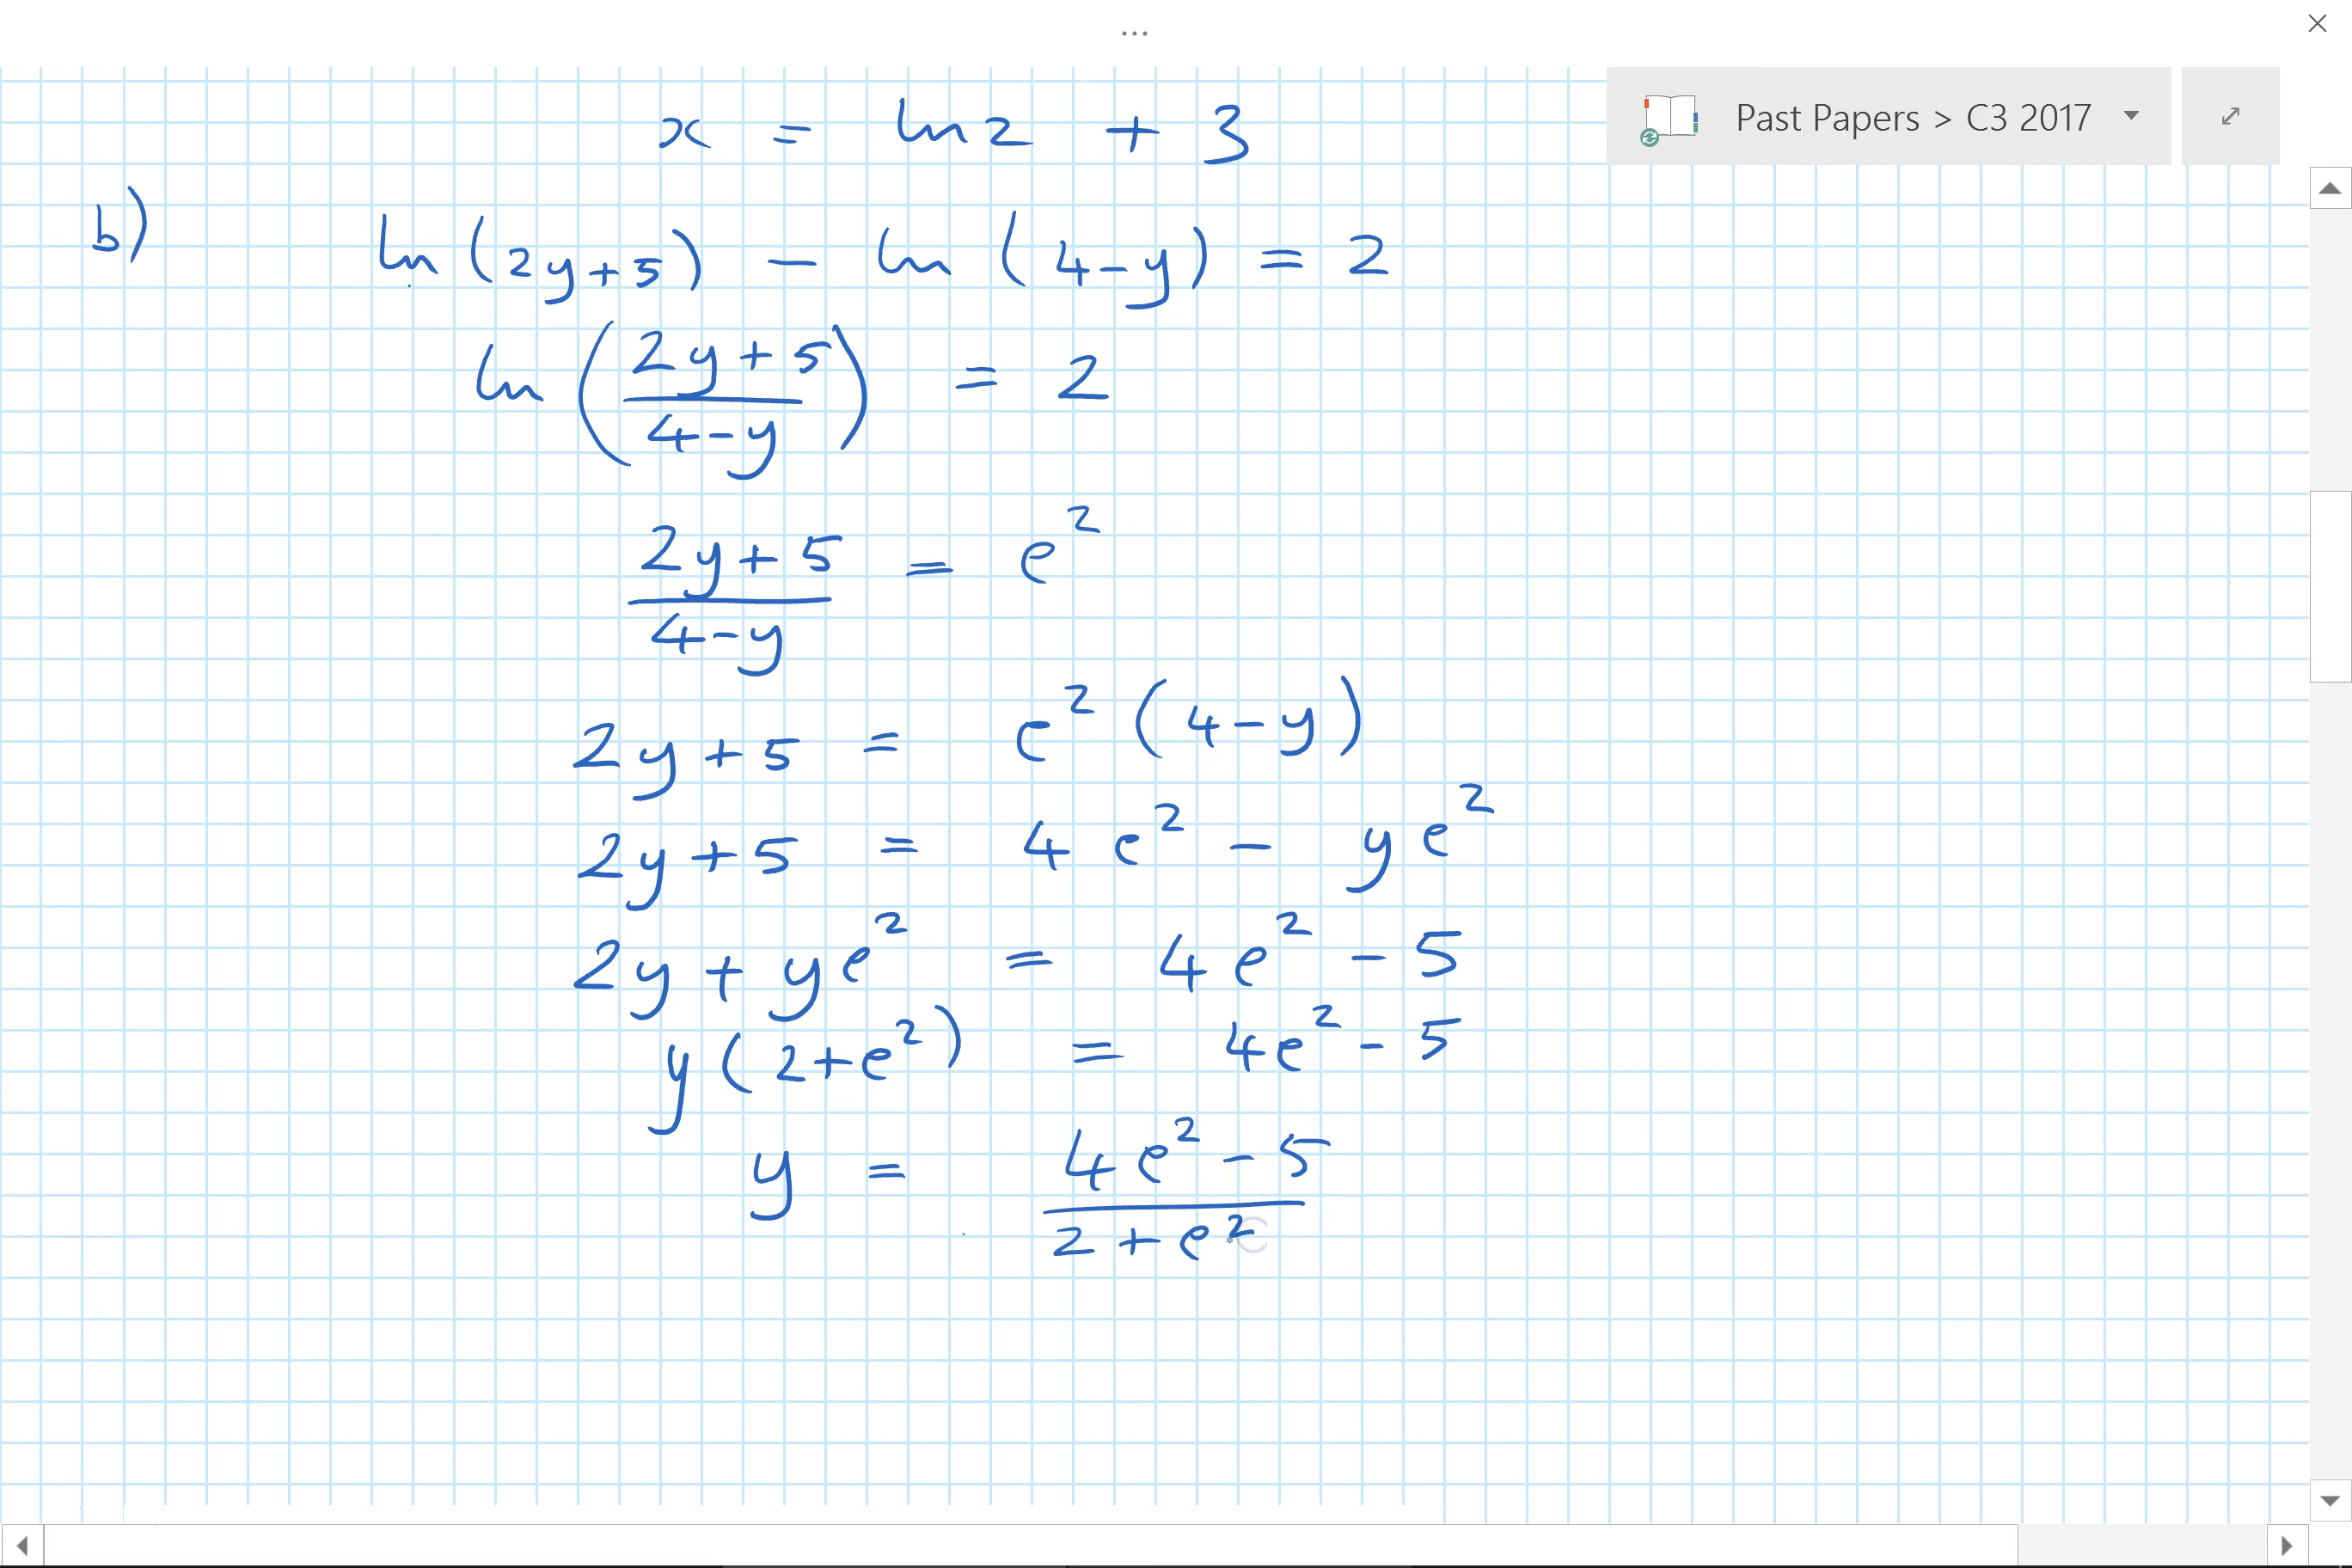 ...
Past Papers > C3 2017
x = ln 2 + 3
b) ln (2y+5) − ln (4−y) = 2
ln ((2y+5)/(4−y)) = 2
(2y+5)/(4−y) = e²
2y+5 = e² (4−y)
2y+5 = 4e² − ye²
2y + ye² = 4e² − 5
y(2+e²) = 4e² − 5
y = (4e² − 5)/(2 + e²)